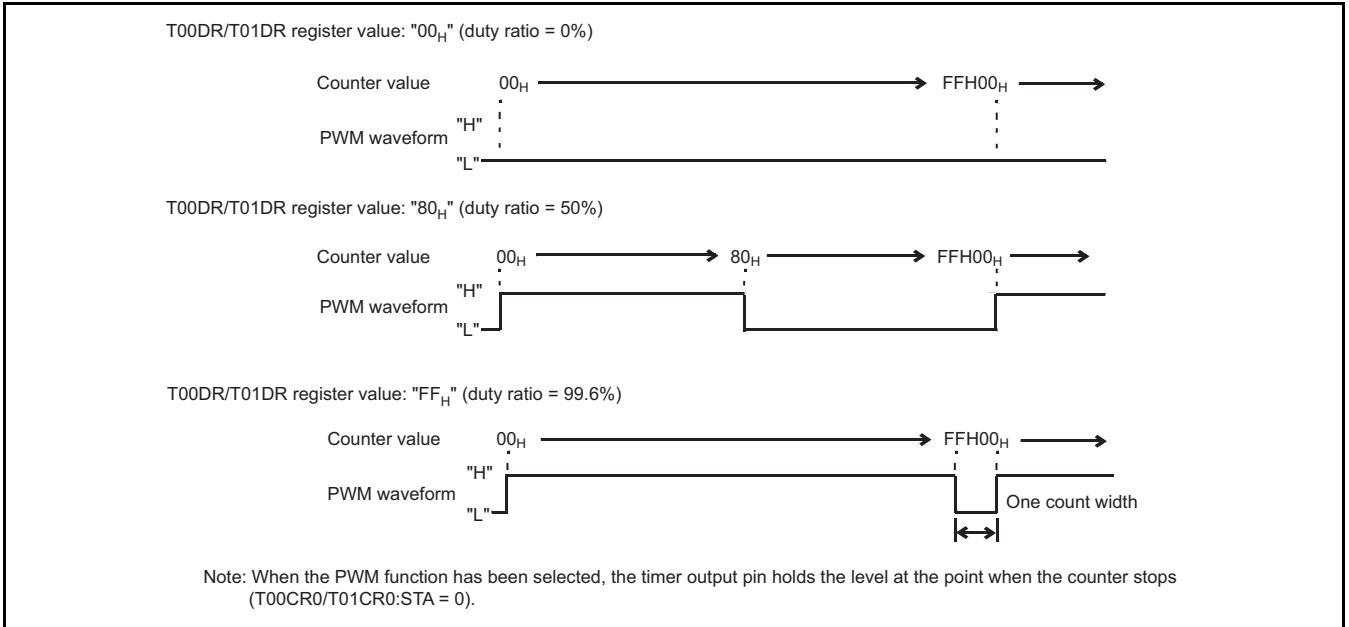 T00DR/T01DR register value: "00H" (duty ratio = 0%)
Counter value 00H FFH00H
PWM waveform "H"
"L"
T00DR/T01DR register value: "80H" (duty ratio = 50%)
Counter value 00H 80H FFH00H
PWM waveform "H"
"L"
T00DR/T01DR register value: "FFH" (duty ratio = 99.6%)
Counter value 00H FFH00H
PWM waveform "H"
"L"
One count width
Note: When the PWM function has been selected, the timer output pin holds the level at the point when the counter stops
(T00CR0/T01CR0:STA = 0).